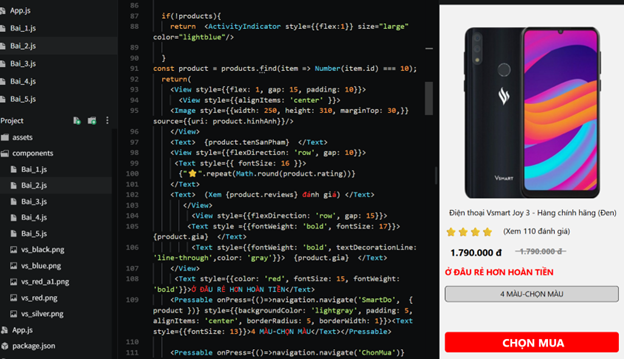 App.js
Bai_1.js
Bai_2.js
Bai_3.js
Bai_4.js
Bai_5.js
Project
assets
components
Bai_1.js
Bai_2.js
Bai_3.js
Bai_4.js
Bai_5.js
vs_black.png
vs_blue.png
vs_red_a1.png
vs_red.png
vs_silver.png
App.js
package.json
86
87 if(!products){
88 return <ActivityIndicator style={{flex:1}} size="large"
color="lightblue"/>
89
90 }
91 const product = products.find(item => Number(item.id) === 10);
92 return(
93 <View style={{flex: 1, gap: 15, padding: 10}}>
94 <View style={{alignItems: 'center' }}>
95 <Image style={{width: 250, height: 310, marginTop: 30,}}
source={{uri: product.hinhAnh}}/>
96 </View>
97 <Text> {product.tenSanPham} </Text>
98 <View style={{flexDirection: 'row', gap: 10}}>
99 <Text style={{ fontSize: 16 }}>
100 {"⭐".repeat(Math.round(product.rating))}
101 </Text>
102 <Text> (Xem {product.reviews} đánh giá) </Text>
103 </View>
104 <View style={{flexDirection: 'row', gap: 15}}>
105 <Text style={{fontWeight: 'bold', fontSize: 17}}>
{product.gia} </Text>
106 <Text style={{fontWeight: 'bold', textDecorationLine:
'line-through',color: 'gray'}}> {product.gia} </Text>
107 </View>
108 <Text style={{color: 'red', fontSize: 15, fontWeight:
'bold'}}>Ở ĐÂU RẺ HƠN HOÀN TIỀN</Text>
109 <Pressable onPress={()=>navigation.navigate('SmartDo', {
product })} style={{backgroundColor: 'lightgray', padding: 5,
alignItems: 'center', borderRadius: 5, borderWidth: 1}}><Text
style={{fontSize: 13}}>4 MÀU-CHỌN MÀU</Text></Pressable>
110
111 <Pressable onPress={()=>navigation.navigate('ChonMua')}
Vsmart
Điện thoại Vsmart Joy 3 - Hàng chính hãng (Đen)
(Xem 110 đánh giá)
1.790.000 đ 1.790.000 đ
Ở ĐÂU RẺ HƠN HOÀN TIỀN
4 MÀU-CHỌN MÀU
CHỌN MUA